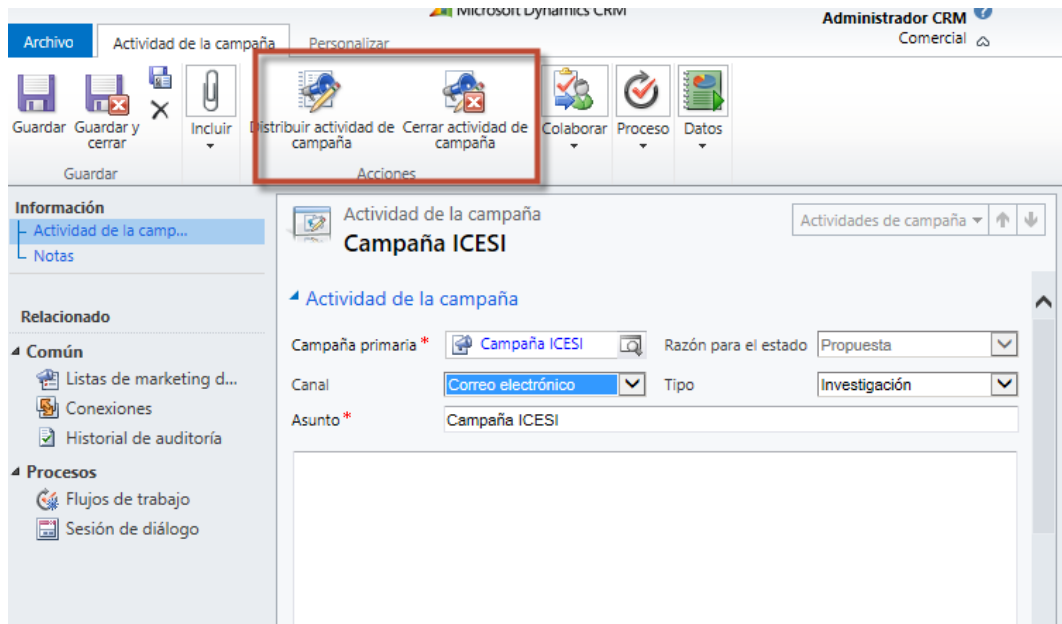 Microsoft Dynamics CRM
Administrador CRM
Comercial
Archivo
Actividad de la campaña
Personalizar
Guardar
Guardar y cerrar
Incluir
Distribuir actividad de campaña
Cerrar actividad de campaña
Colaborar
Proceso
Datos
Guardar
Acciones
Información
Actividad de la camp...
Notas
Relacionado
Común
Listas de marketing d...
Conexiones
Historial de auditoría
Procesos
Flujos de trabajo
Sesión de diálogo
Actividad de la campaña
Campaña ICESI
Actividades de campaña
Actividad de la campaña
Campaña primaria * Campaña ICESI Razón para el estado Propuesta
Canal Correo electrónico Tipo Investigación
Asunto * Campaña ICESI